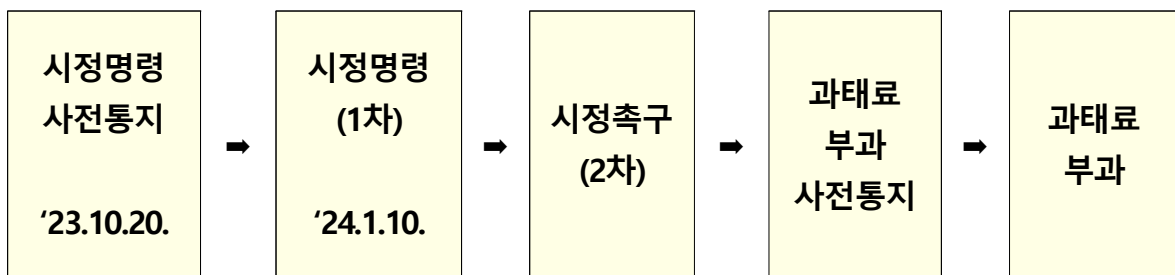 시정명령
사전통지
‘23.10.20.
➡
시정명령
(1차)
‘24.1.10.
➡
시정촉구
(2차)
➡
과태료
부과
사전통지
➡
과태료
부과